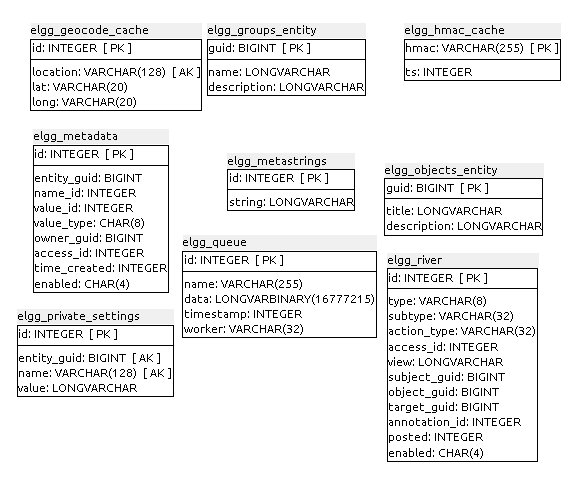 elgg_geocode_cache
id: INTEGER [ PK ]
location: VARCHAR(128) [ AK ]
lat: VARCHAR(20)
long: VARCHAR(20)
elgg_groups_entity
guid: BIGINT [ PK ]
name: LONGVARCHAR
description: LONGVARCHAR
elgg_hmac_cache
hmac: VARCHAR(255) [ PK ]
ts: INTEGER
elgg_metadata
id: INTEGER [ PK ]
entity_guid: BIGINT
name_id: INTEGER
value_id: INTEGER
value_type: CHAR(8)
owner_guid: BIGINT
access_id: INTEGER
time_created: INTEGER
enabled: CHAR(4)
elgg_metastrings
id: INTEGER [ PK ]
string: LONGVARCHAR
elgg_objects_entity
guid: BIGINT [ PK ]
title: LONGVARCHAR
description: LONGVARCHAR
elgg_queue
id: INTEGER [ PK ]
name: VARCHAR(255)
data: LONGVARBINARY(16777215)
timestamp: INTEGER
worker: VARCHAR(32)
elgg_river
id: INTEGER [ PK ]
type: VARCHAR(8)
subtype: VARCHAR(32)
action_type: VARCHAR(32)
access_id: INTEGER
view: LONGVARCHAR
subject_guid: BIGINT
object_guid: BIGINT
target_guid: BIGINT
annotation_id: INTEGER
posted: INTEGER
enabled: CHAR(4)
elgg_private_settings
id: INTEGER [ PK ]
entity_guid: BIGINT [ AK ]
name: VARCHAR(128) [ AK ]
value: LONGVARCHAR